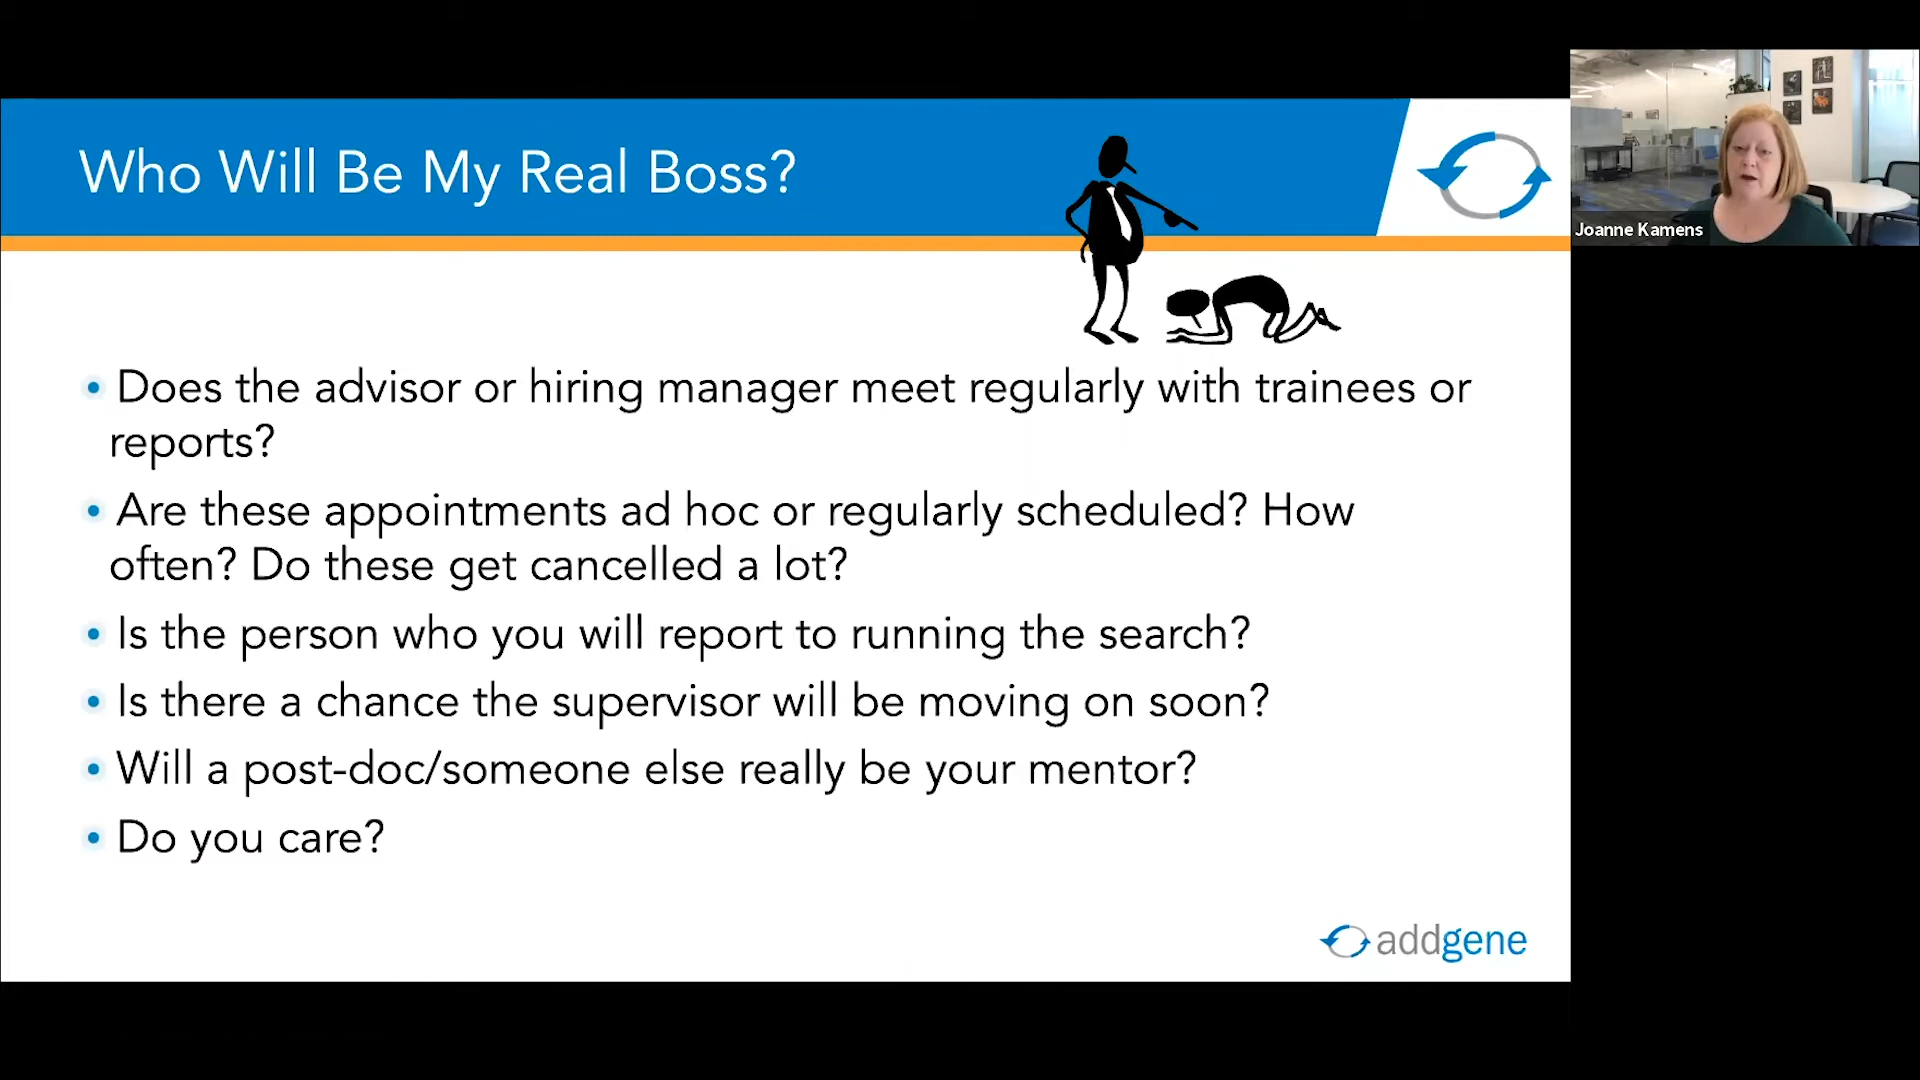 Who Will Be My Real Boss?
Joanne Kamens
• Does the advisor or hiring manager meet regularly with trainees or
reports?
• Are these appointments ad hoc or regularly scheduled? How
often? Do these get cancelled a lot?
• Is the person who you will report to running the search?
• Is there a chance the supervisor will be moving on soon?
• Will a post-doc/someone else really be your mentor?
• Do you care?
addgene